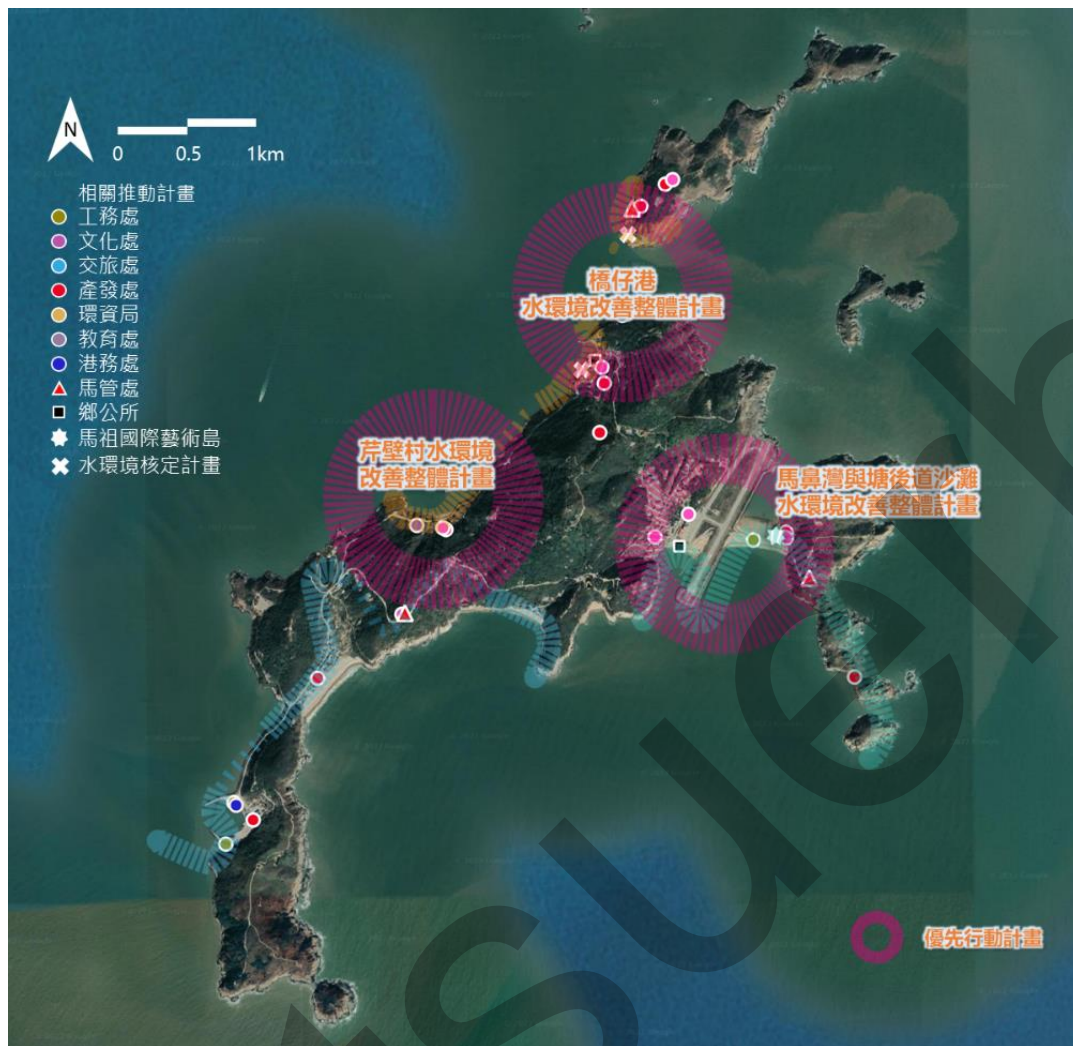 N
0 0.5 1km
相關推動計畫
工務處
文化處
交旅處
產發處
環資局
教育處
港務處
馬管處
鄉公所
馬祖國際藝術島
水環境核定計畫
橋仔港
水環境改善整體計畫
芹壁村水環境
改善整體計畫
馬鼻灣與塘後道沙灘
水環境改善整體計畫
優先行動計畫